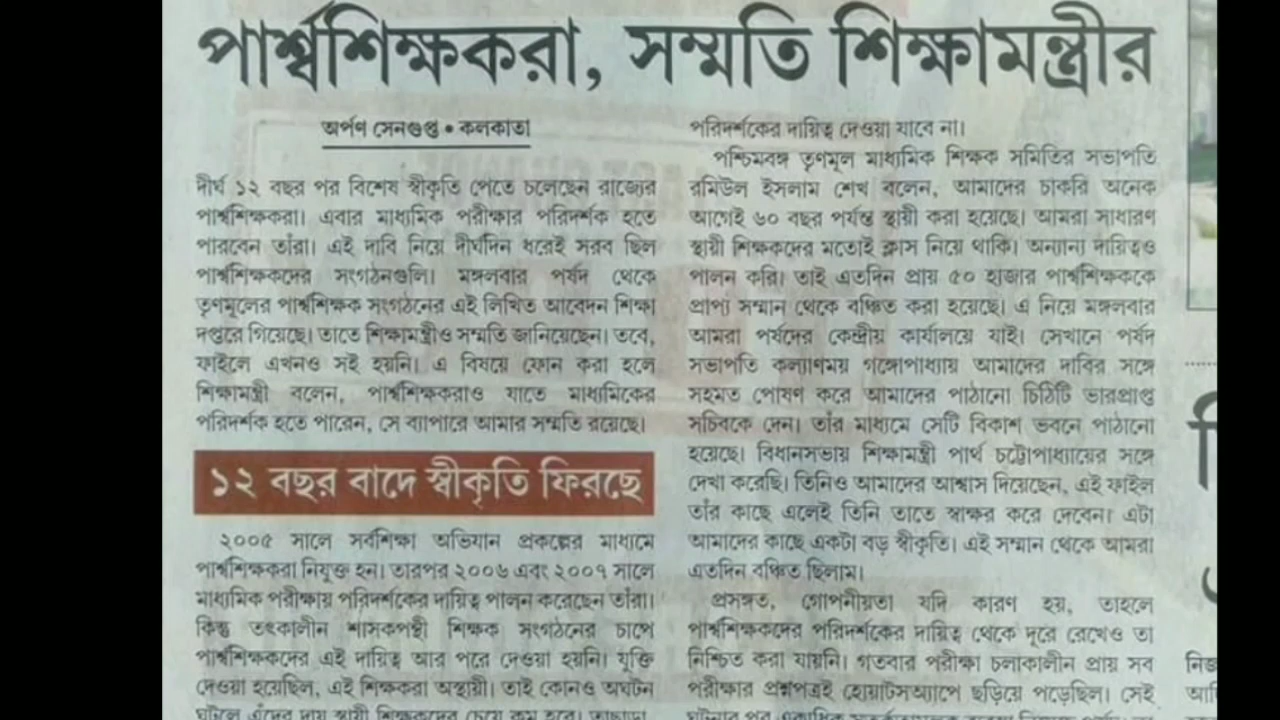 পার্শ্বশিক্ষকরা, সম্মতি শিক্ষামন্ত্রীর
অর্পণ সেনগুপ্ত • কলকাতা
দীর্ঘ ১২ বছর পর বিশেষ স্বীকৃতি পেতে চলেছেন রাজ্যের
পার্শ্বশিক্ষকরা। এবার মাধ্যমিক পরীক্ষার পরিদর্শক হতে
পারবেন তাঁরা। এই দাবি নিয়ে দীর্ঘদিন ধরেই সরব ছিল
পার্শ্বশিক্ষকদের সংগঠনগুলি। মঙ্গলবার পর্ষদ থেকে
তৃণমূলের পার্শ্বশিক্ষক সংগঠনের এই লিখিত আবেদন শিক্ষা
দপ্তরে গিয়েছে। তাতে শিক্ষামন্ত্রীও সম্মতি জানিয়েছেন। তবে,
ফাইলে এখনও সই হয়নি। এ বিষয়ে ফোন করা হলে
শিক্ষামন্ত্রী বলেন, পার্শ্বশিক্ষকরাও যাতে মাধ্যমিকের
পরিদর্শক হতে পারেন, সে ব্যাপারে আমার সম্মতি রয়েছে।
১২ বছর বাদে স্বীকৃতি ফিরছে
২০০৫ সালে সর্বশিক্ষা অভিযান প্রকল্পের মাধ্যমে
পার্শ্বশিক্ষকরা নিযুক্ত হন। তারপর ২০০৬ এবং ২০০৭ সালে
মাধ্যমিক পরীক্ষায় পরিদর্শকের দায়িত্ব পালন করেছেন তাঁরা।
কিন্তু তৎকালীন শাসকপন্থী শিক্ষক সংগঠনের চাপে
পার্শ্বশিক্ষকদের এই দায়িত্ব আর পরে দেওয়া হয়নি। যুক্তি
দেওয়া হয়েছিল, এই শিক্ষকরা অস্থায়ী। তাই কোনও অঘটন
ঘটলে এঁদের দায় স্থায়ী শিক্ষকদের চেয়ে কম হবে। তাছাড়া,
পরিদর্শকের দায়িত্ব দেওয়া যাবে না।
পশ্চিমবঙ্গ তৃণমূল মাধ্যমিক শিক্ষক সমিতির সভাপতি
রমিউল ইসলাম শেখ বলেন, আমাদের চাকরি অনেক
আগেই ৬০ বছর পর্যন্ত স্থায়ী করা হয়েছে। আমরা সাধারণ
স্থায়ী শিক্ষকদের মতোই ক্লাস নিয়ে থাকি। অন্যান্য দায়িত্বও
পালন করি। তাই এতদিন প্রায় ৫০ হাজার পার্শ্বশিক্ষককে
প্রাপ্য সম্মান থেকে বঞ্চিত করা হয়েছে। এ নিয়ে মঙ্গলবার
আমরা পর্ষদের কেন্দ্রীয় কার্যালয়ে যাই। সেখানে পর্ষদ
সভাপতি কল্যাণময় গঙ্গোপাধ্যায় আমাদের দাবির সঙ্গে
সহমত পোষণ করে আমাদের পাঠানো চিঠিটি ভারপ্রাপ্ত
সচিবকে দেন। তাঁর মাধ্যমে সেটি বিকাশ ভবনে পাঠানো
হয়েছে। বিধানসভায় শিক্ষামন্ত্রী পার্থ চট্টোপাধ্যায়ের সঙ্গে
দেখা করেছি। তিনিও আমাদের আশ্বাস দিয়েছেন, এই ফাইল
তাঁর কাছে এলেই তিনি তাতে স্বাক্ষর করে দেবেন। এটা
আমাদের কাছে একটা বড় স্বীকৃতি। এই সম্মান থেকে আমরা
এতদিন বঞ্চিত ছিলাম।
প্রসঙ্গত, গোপনীয়তা যদি কারণ হয়, তাহলে
পার্শ্বশিক্ষকদের পরিদর্শকের দায়িত্ব থেকে দূরে রেখেও তা
নিশ্চিত করা যায়নি। গতবার পরীক্ষা চলাকালীন প্রায় সব
পরীক্ষার প্রশ্নপত্রই হোয়াটসঅ্যাপে ছড়িয়ে পড়েছিল। সেই
ঘটনার পর একাধিক